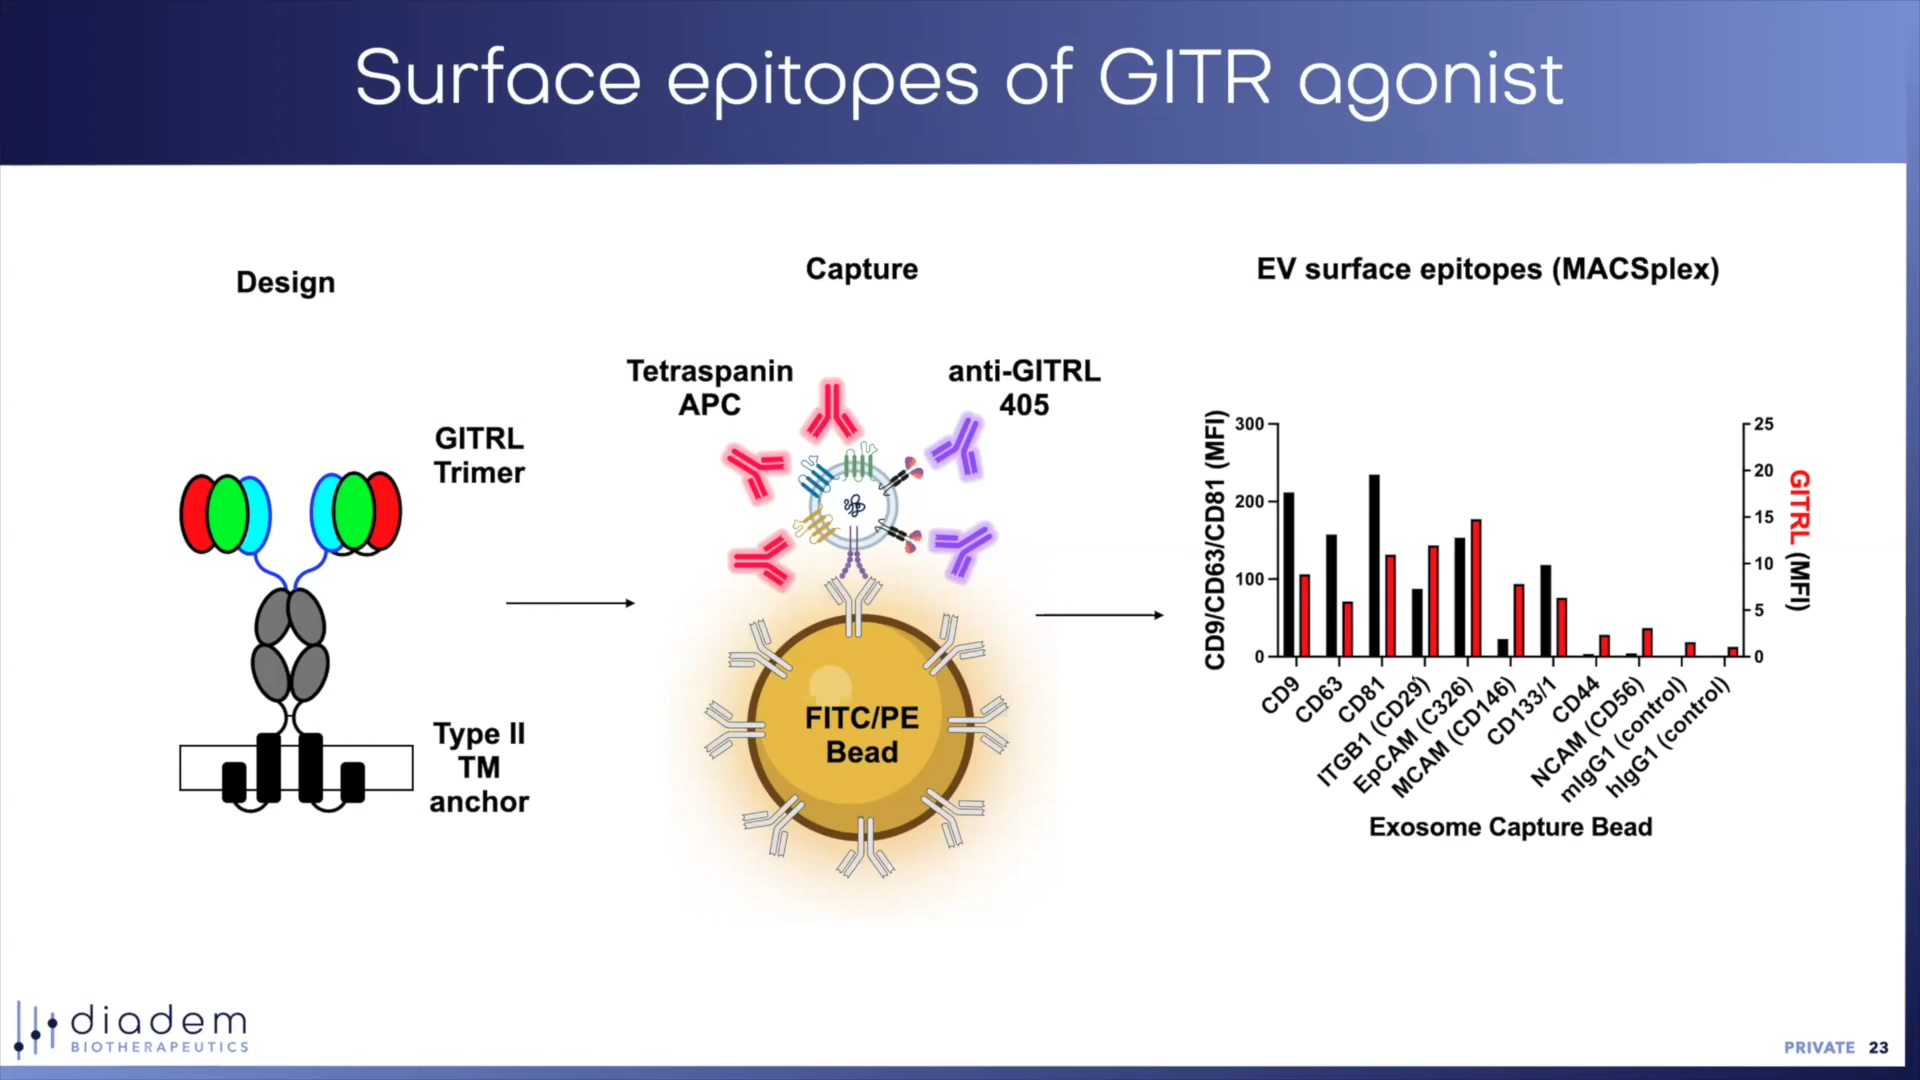 Surface epitopes of GITR agonist
Design
GITRL
Trimer
Type II
TM
anchor
Capture
Tetraspanin
APC
anti-GITRL
405
FITC/PE
Bead
EV surface epitopes (MACSplex)
CD9/CD63/CD81 (MFI)
300
200
100
0
25
20
15
10
5
0
GITRL (MFI)
CD9
CD63
CD81
ITGB1 (CD29)
EpCAM (C326)
MCAM (CD146)
CD133/1
CD44
NCAM (CD56)
mIgG1 (control)
hIgG1 (control)
Exosome Capture Bead
diadem
BIOTHERAPEUTICS
PRIVATE 23